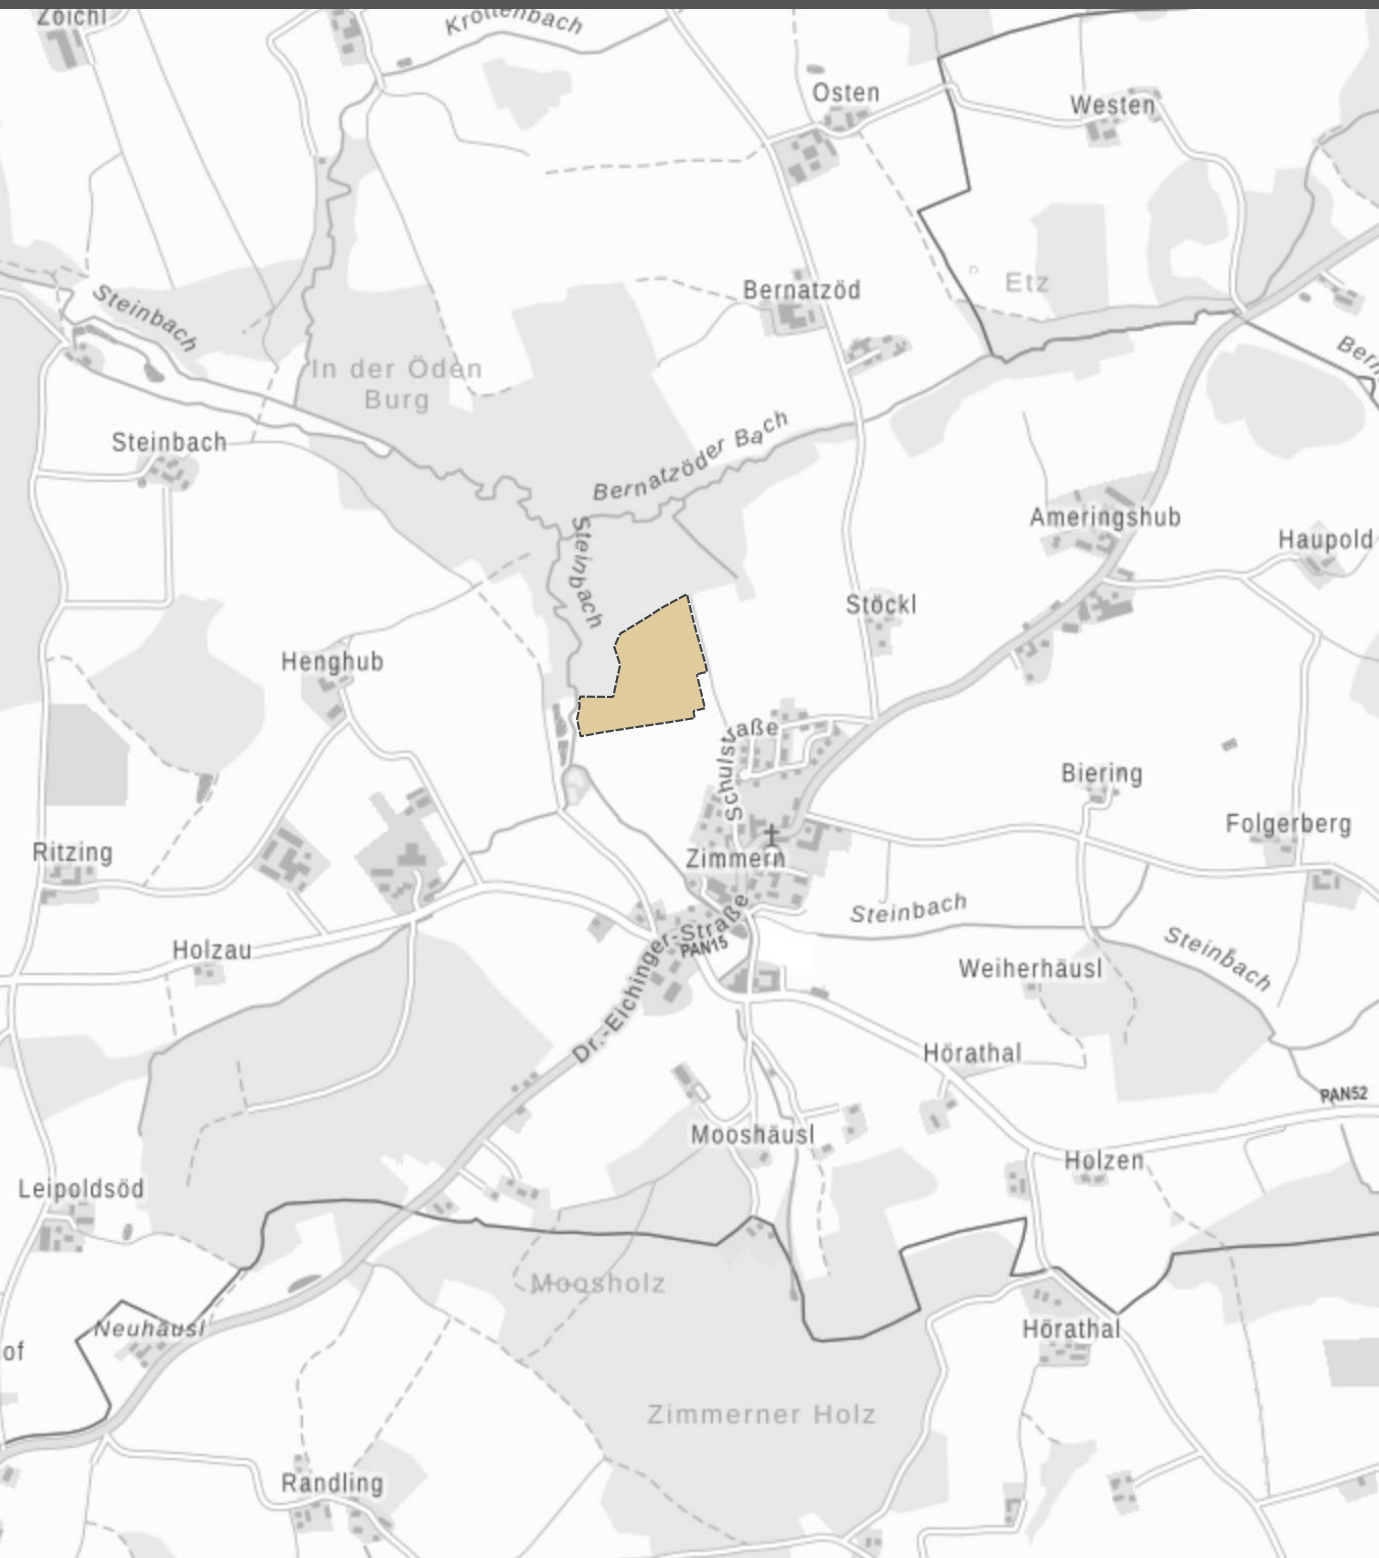 Zolchl
Krottenbach
Osten
Westen
Steinbach
Bernatzöd
Etz
In der Öden
Burg
Steinbach
Bernatzöder Bach
Steinbach
Ameringshub
Haupold
Stöckl
Henghub
Schulstraße
Biering
Folgerberg
Ritzing
Zimmern
Steinbach
Holzau
Dr.-Eichinger-Straße
PAN15
Weiherhäusl
Steinbach
Hörathal
PAN52
Mooshäusl
Holzen
Leipoldsöd
Moosholz
Neuhäusl
Hörathal
of
Zimmerner Holz
Randling